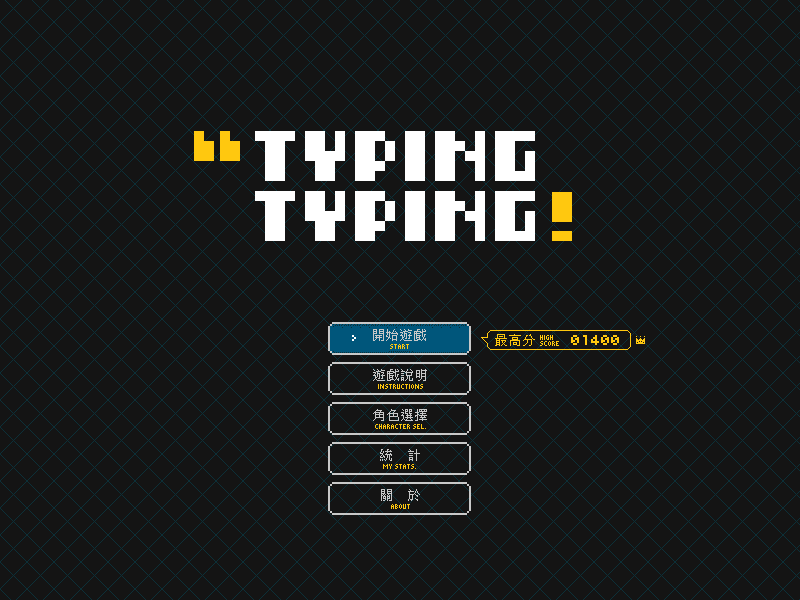 “TYPING
TYPING!
開始遊戲
START
最高分 HIGH SCORE 01400
遊戲說明
INSTRUCTIONS
角色選擇
CHARACTER SEL.
統 計
MY STATS.
關 於
ABOUT